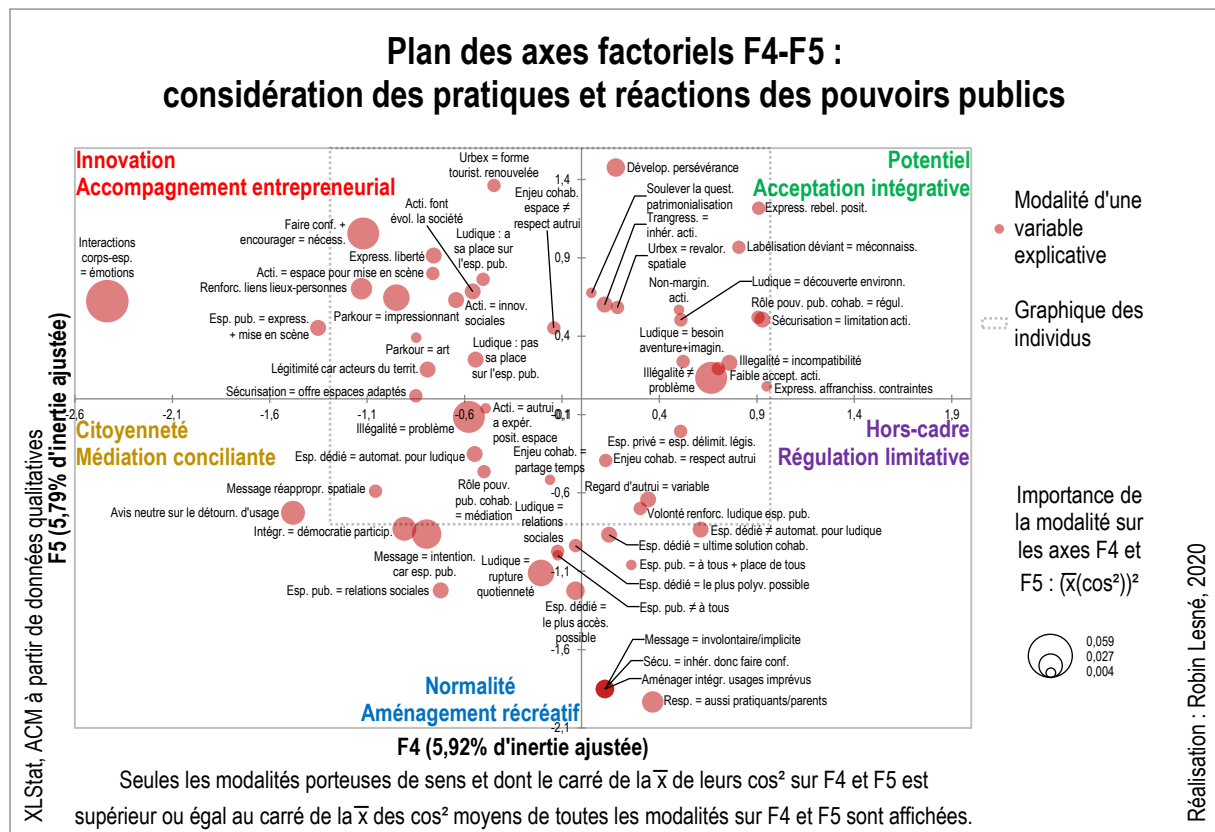 Plan des axes factoriels F4-F5 :
considération des pratiques et réactions des pouvoirs publics
Innovation
Accompagnement entrepreneurial
Potentiel
Acceptation intégrative
Urbex = forme
tourist. renouvelée
Enjeu cohab.
espace ≠
respect autrui
Dévelop. persévérance
Soulever la quest.
patrimonialisation
Trangress. =
inhér. acti.
Urbex = revalor.
spatiale
Express. rebel. posit.
Labélisation déviant = méconnaiss.
Acti. font
évol. la société
Faire conf. +
encourager = nécess.
Interactions
corps-esp.
= émotions
Ludique : a
sa place sur
l'esp. pub.
Express. liberté
Acti. = espace pour mise en scène
Renforc. liens lieux-personnes
Parkour = impressionnant
Acti. = innov.
sociales
Esp. pub. = express.
+ mise en scène
Parkour = art
Ludique : pas
sa place
sur l'esp. pub.
Légitimité car acteurs du territ.
Sécurisation = offre espaces adaptés
Non-margin.
acti.
Ludique = découverte environ.
Rôle pouv. pub. cohab. = régul.
Sécurisation = limitation acti.
Ludique = besoin
aventure+imagin.
Illegalité = incompatibilité
Illégalité ≠
problème
Faible accept. acti.
Express. affranchiss. contraintes
1,4
0,9
0,4
-0,1
-0,6
-1,1
-1,6
-2,1
-2,6
-2,1
-1,6
-1,1
-0,6
-0,1
0,4
0,9
1,4
1,9
Citoyenneté
Médiation conciliante
Hors-cadre
Régulation limitative
Illégalité = problème
Acti. = autrui
a expér.
posit. espace
Esp. dédié = automat. pour ludique
Enjeu cohab. =
partage temps
Esp. privé = esp. délimit. légis.
Enjeu cohab. = respect autrui
Message réappropr. spatiale
Rôle pouv.
pub. cohab.
= médiation
Regard d'autrui = variable
Avis neutre sur le détourn. d'usage
Volonté renforc. ludique esp. pub.
Intégr. = démocratie particip.
Ludique =
relations
sociales
Esp. dédié ≠ automat. pour ludique
Message = intention.
car esp. pub.
Esp. dédié = ultime solution cohab.
Ludique =
rupture
quotienneté
Esp. pub. = à tous + place de tous
Esp. pub. = relations sociales
Esp. dédié = le plus polyv. possible
Esp. dédié =
le plus accès.
possible
Esp. pub. ≠ à tous
Message = involontaire/implicite
Sécu. = inhér. donc faire conf.
Aménager intégr. usages imprévus
Resp. = aussi pratiquants/parents
Normalité
Aménagement récréatif
F4 (5,92% d'inertie ajustée)
F5 (5,79% d'inertie ajustée)
XLStat, ACM à partir de données qualitatives
Modalité d'une
variable
explicative
Graphique des
individus
Importance de
la modalité sur
les axes F4 et
F5 : (x̅(cos²))²
0,059
0,027
0,004
Réalisation : Robin Lesné, 2020
Seules les modalités porteuses de sens et dont le carré de la x̅ de leurs cos² sur F4 et F5 est
supérieur ou égal au carré de la x̅ des cos² moyens de toutes les modalités sur F4 et F5 sont affichées.